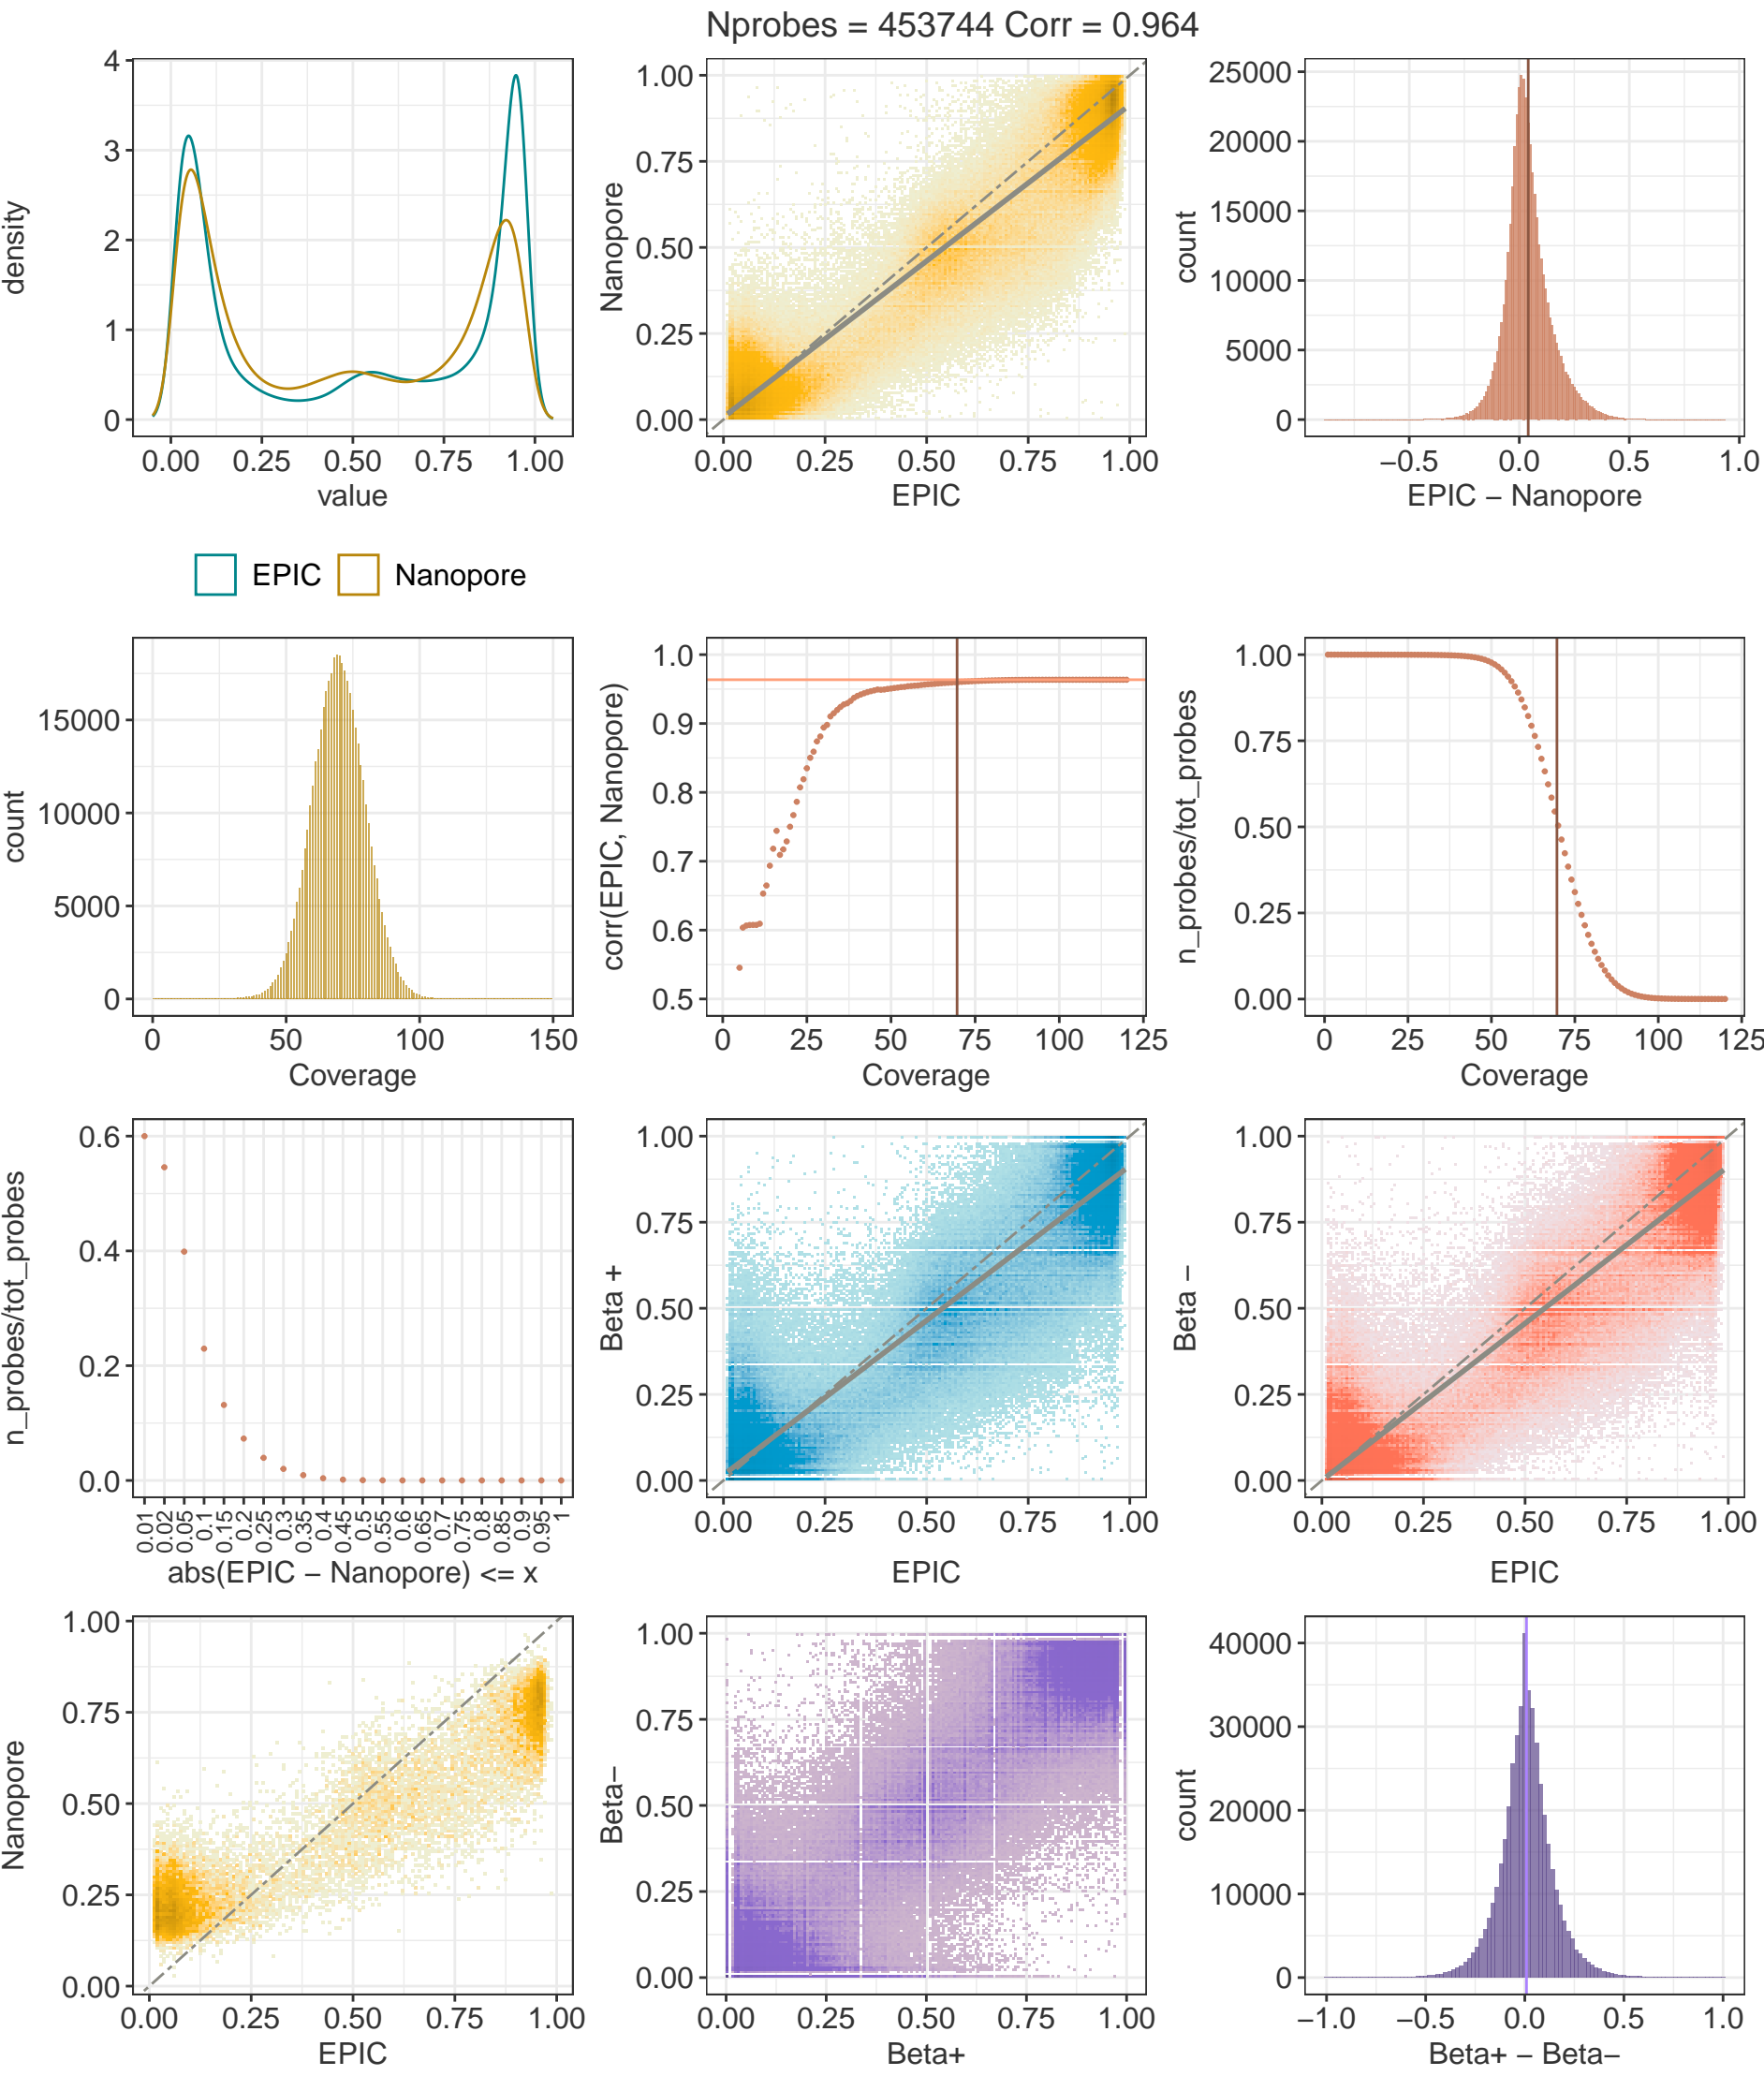 Nprobes = 453744 Corr = 0.964
density
4
3
2
1
0
0.00 0.25 0.50 0.75 1.00
value
EPIC Nanopore
Nanopore
1.00
0.75
0.50
0.25
0.00
0.00 0.25 0.50 0.75 1.00
EPIC
count
25000
20000
15000
10000
5000
0
−0.5 0.0 0.5 1.0
EPIC − Nanopore
count
15000
10000
5000
0
0 50 100 150
Coverage
corr(EPIC, Nanopore)
1.0
0.9
0.8
0.7
0.6
0.5
0 25 50 75 100 125
Coverage
n_probes/tot_probes
1.00
0.75
0.50
0.25
0.00
0 25 50 75 100 125
Coverage
n_probes/tot_probes
0.6
0.4
0.2
0.0
0.01 0.02 0.05 0.1 0.15 0.2 0.25 0.3 0.35 0.4 0.45 0.5 0.55 0.6 0.65 0.7 0.75 0.8 0.85 0.9 0.95 1
abs(EPIC − Nanopore) <= x
Beta +
1.00
0.75
0.50
0.25
0.00
0.00 0.25 0.50 0.75 1.00
EPIC
Beta −
1.00
0.75
0.50
0.25
0.00
0.00 0.25 0.50 0.75 1.00
EPIC
Nanopore
1.00
0.75
0.50
0.25
0.00
0.00 0.25 0.50 0.75 1.00
EPIC
Beta−
1.00
0.75
0.50
0.25
0.00
0.00 0.25 0.50 0.75 1.00
Beta+
count
40000
30000
20000
10000
0
−1.0 −0.5 0.0 0.5 1.0
Beta+ − Beta−